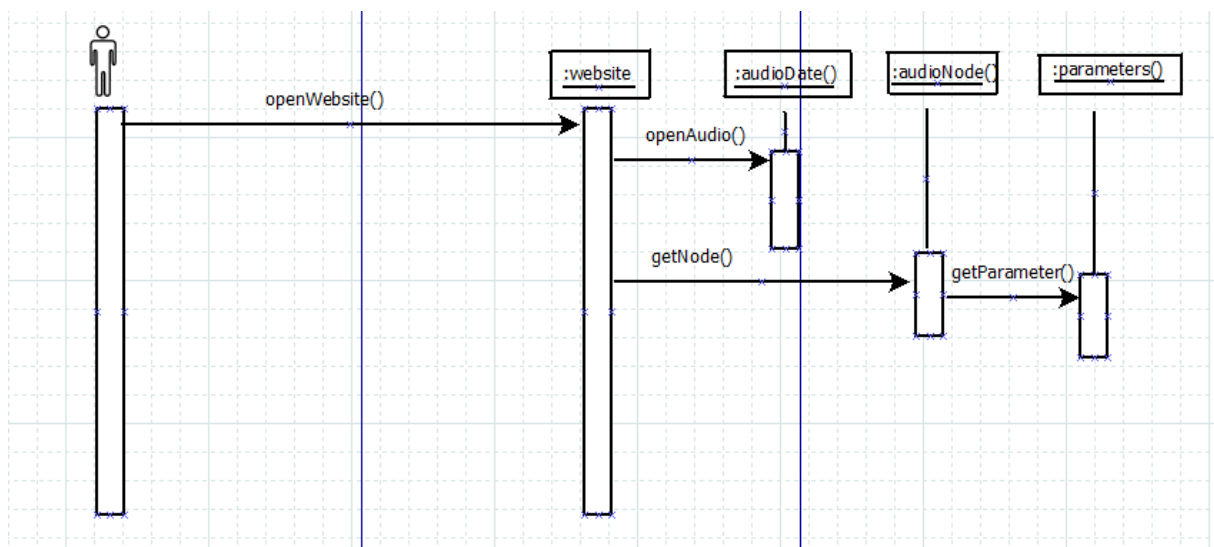 :website
:audioDate()
:audioNode()
:parameters()
openWebsite()
openAudio()
getNode()
getParameter()